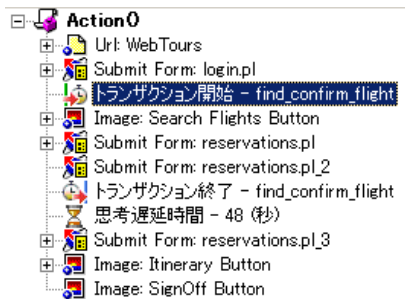 Action()
Url: WebTours
Submit Form: login.pl
トランザクション開始 - find_confirm_flight
Image: Search Flights Button
Submit Form: reservations.pl
Submit Form: reservations.pl_2
トランザクション終了 - find_confirm_flight
思考遅延時間 - 48 (秒)
Submit Form: reservations.pl_3
Image: Itinerary Button
Image: SignOff Button